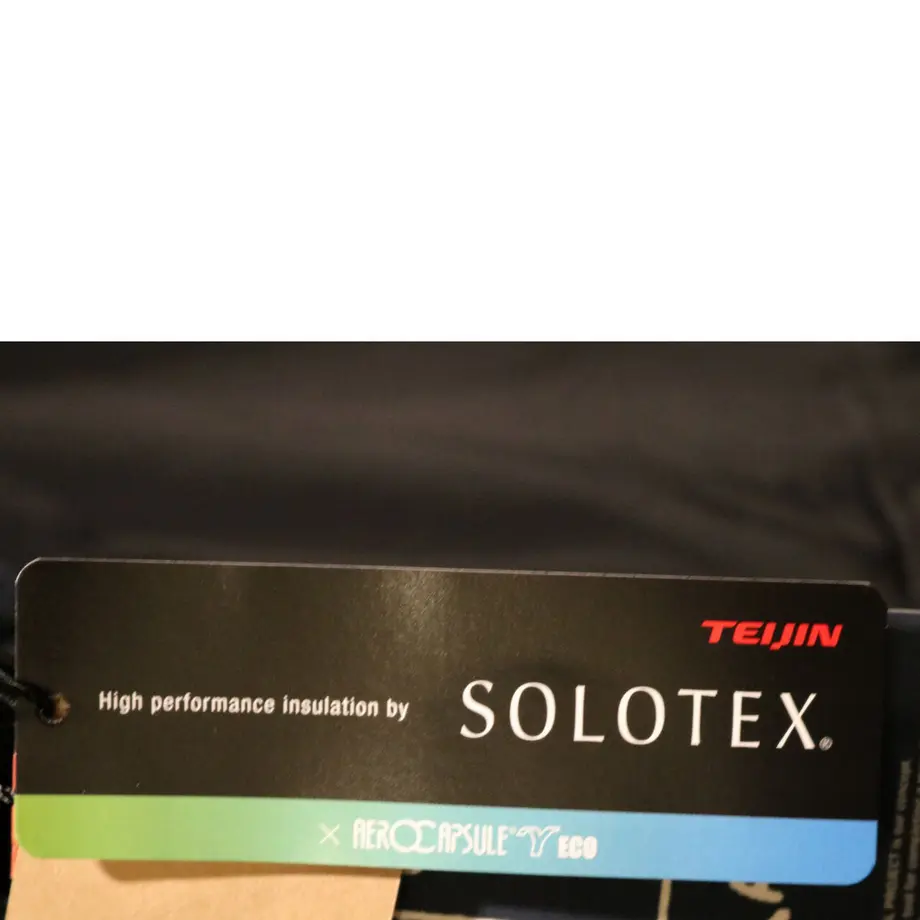 TEIJIN
High performance insulation by SOLOTEX®
× AEROCAPSULE® Y ECO